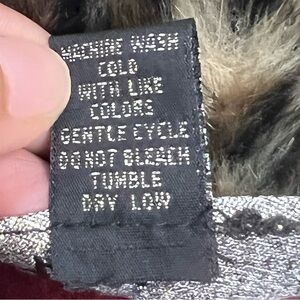 MACHINE WASH
COLD
WITH LIKE
COLORS
GENTLE CYCLE
DO NOT BLEACH
TUMBLE
DRY LOW